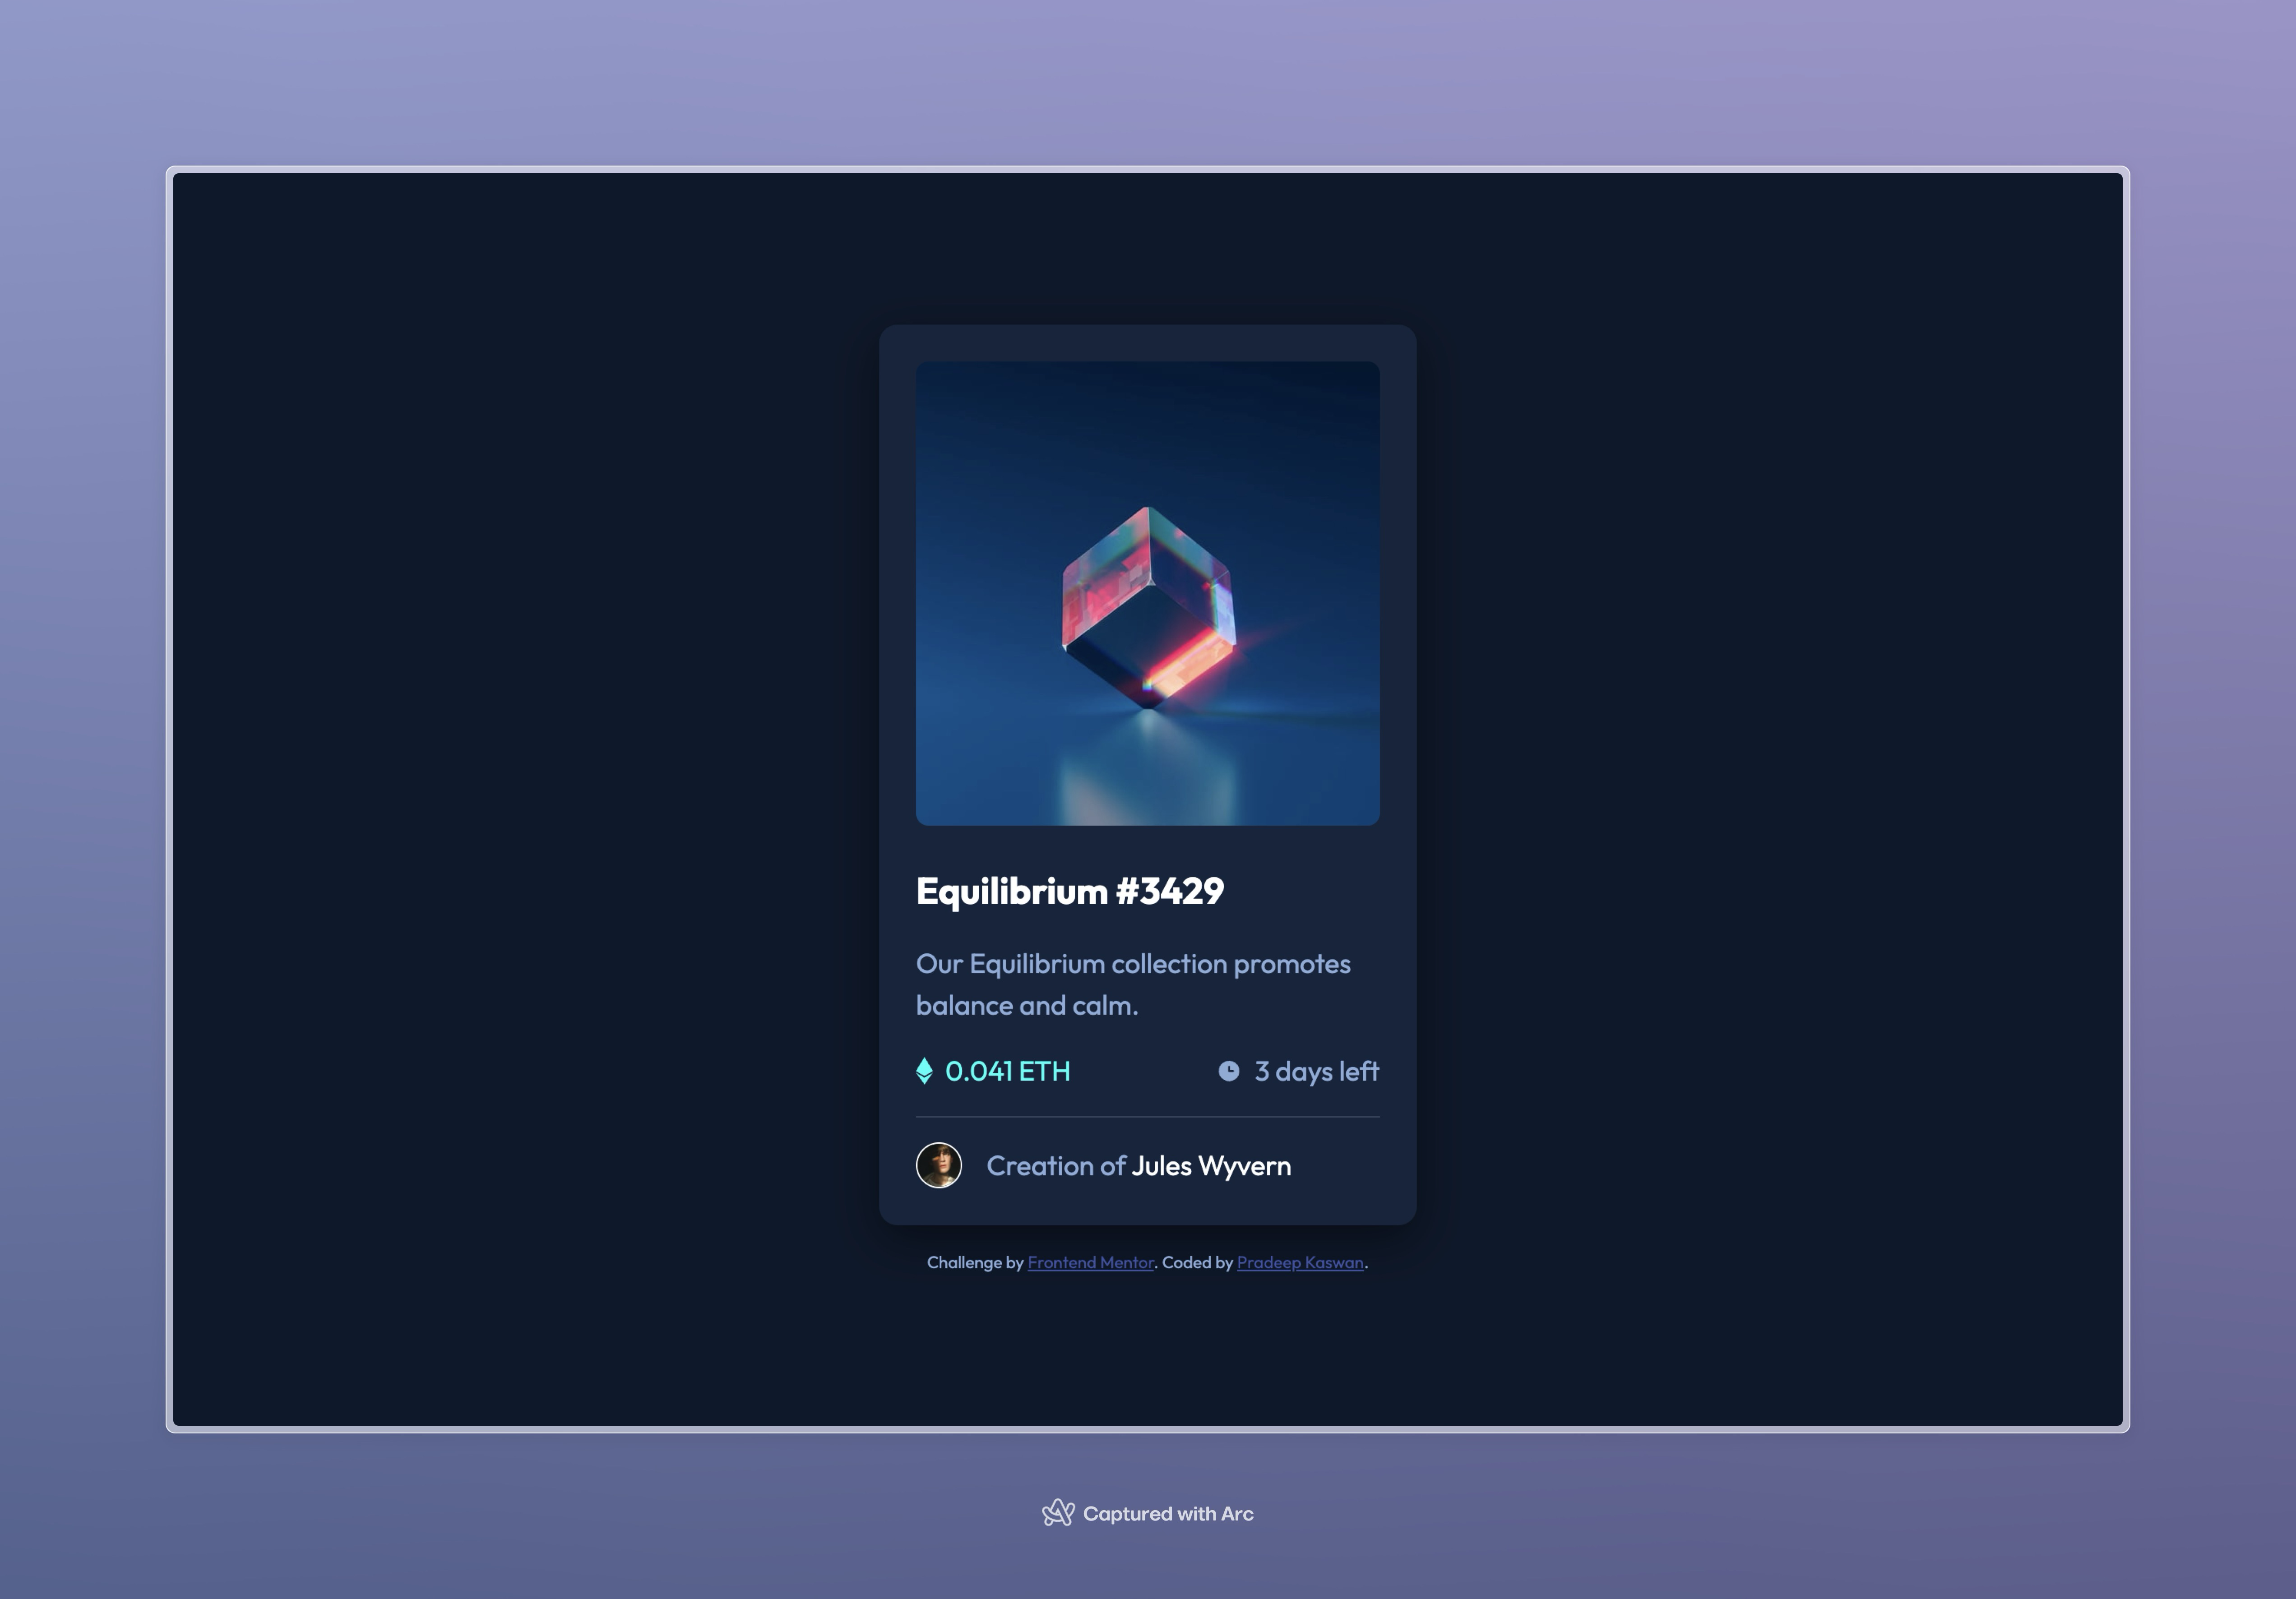 Equilibrium #3429
Our Equilibrium collection promotes
balance and calm.
0.041 ETH
3 days left
Creation of Jules Wyvern
Challenge by Frontend Mentor. Coded by Pradeep Kaswan.
Captured with Arc